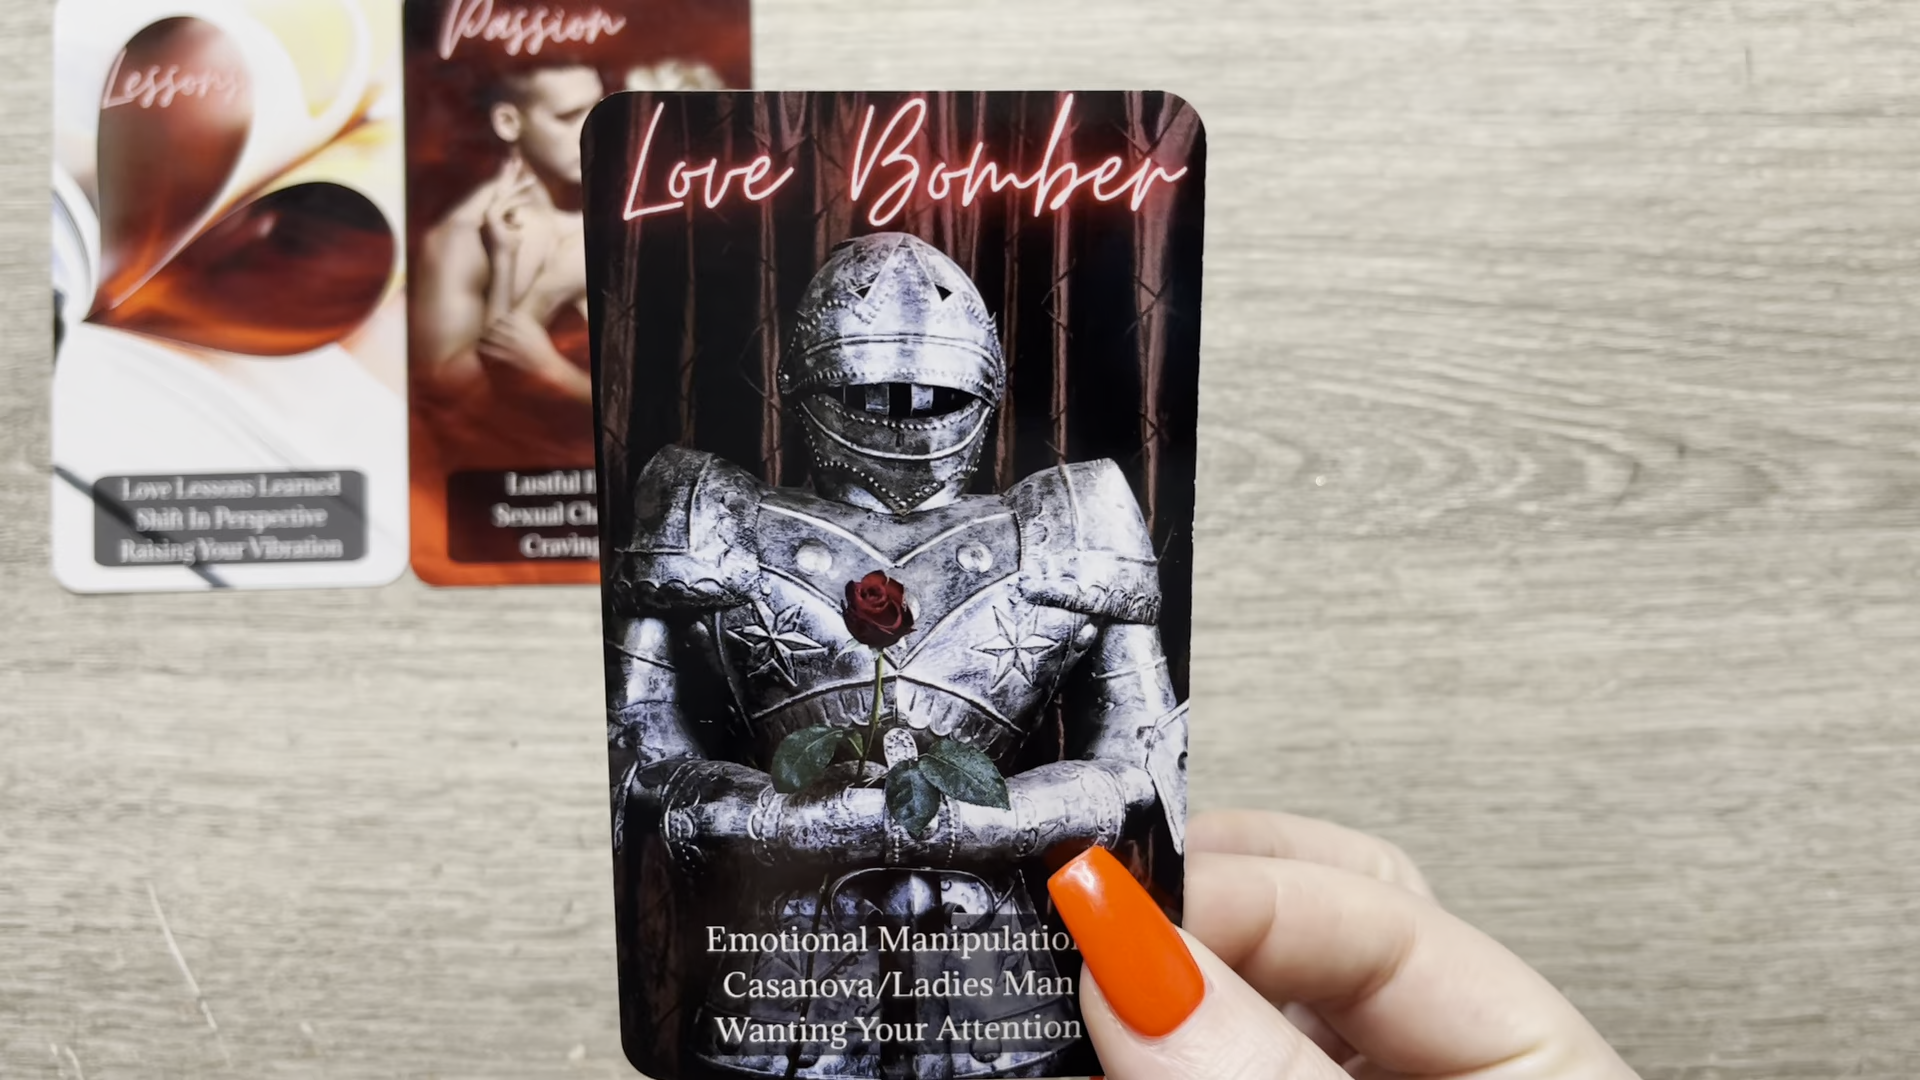 Lessons
Love Lessons Learned
Shift In Perspective
Raising Your Vibration
Passion
Lustful
Sexual
Craving
Love Bomber
Emotional Manipulation
Casanova/Ladies Man
Wanting Your Attention